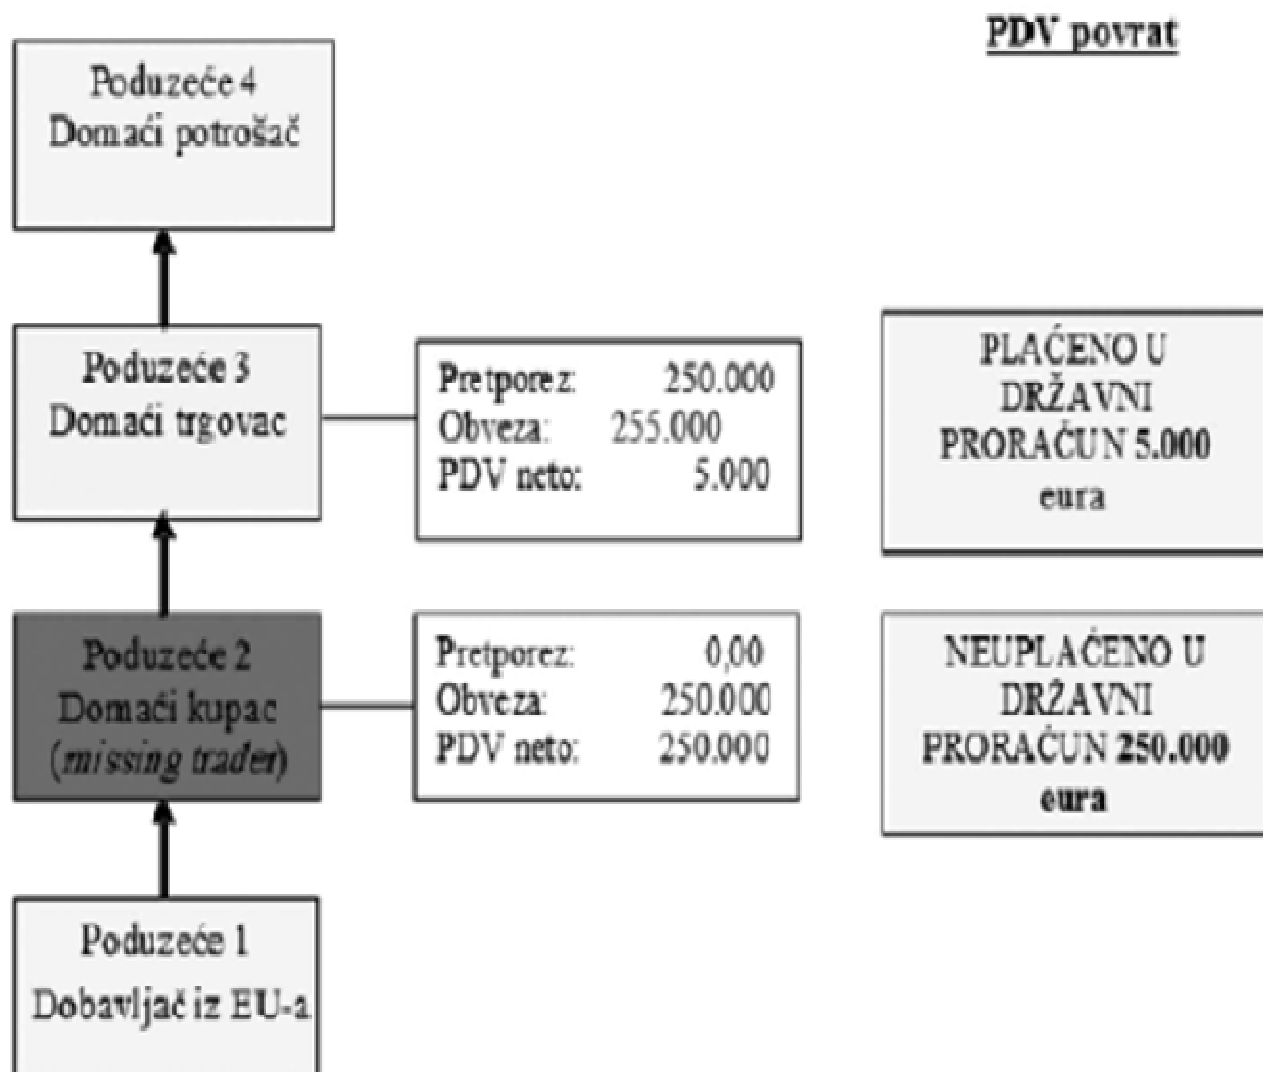 PDV povrat
Poduzeće 4
Domaći potrošač
Poduzeće 3
Domaći trgovac
Pretporez: 250.000
Obveza: 255.000
PDV neto: 5.000
PLAĆENO U
DRŽAVNI
PRORAČUN 5.000
eura
Poduzeće 2
Domaći kupac
(missing trader)
Pretporez: 0,00
Obveza: 250.000
PDV neto: 250.000
NEUPLAĆENO U
DRŽAVNI
PRORAČUN 250.000
eura
Poduzeće 1
Dobavljač iz EU-a